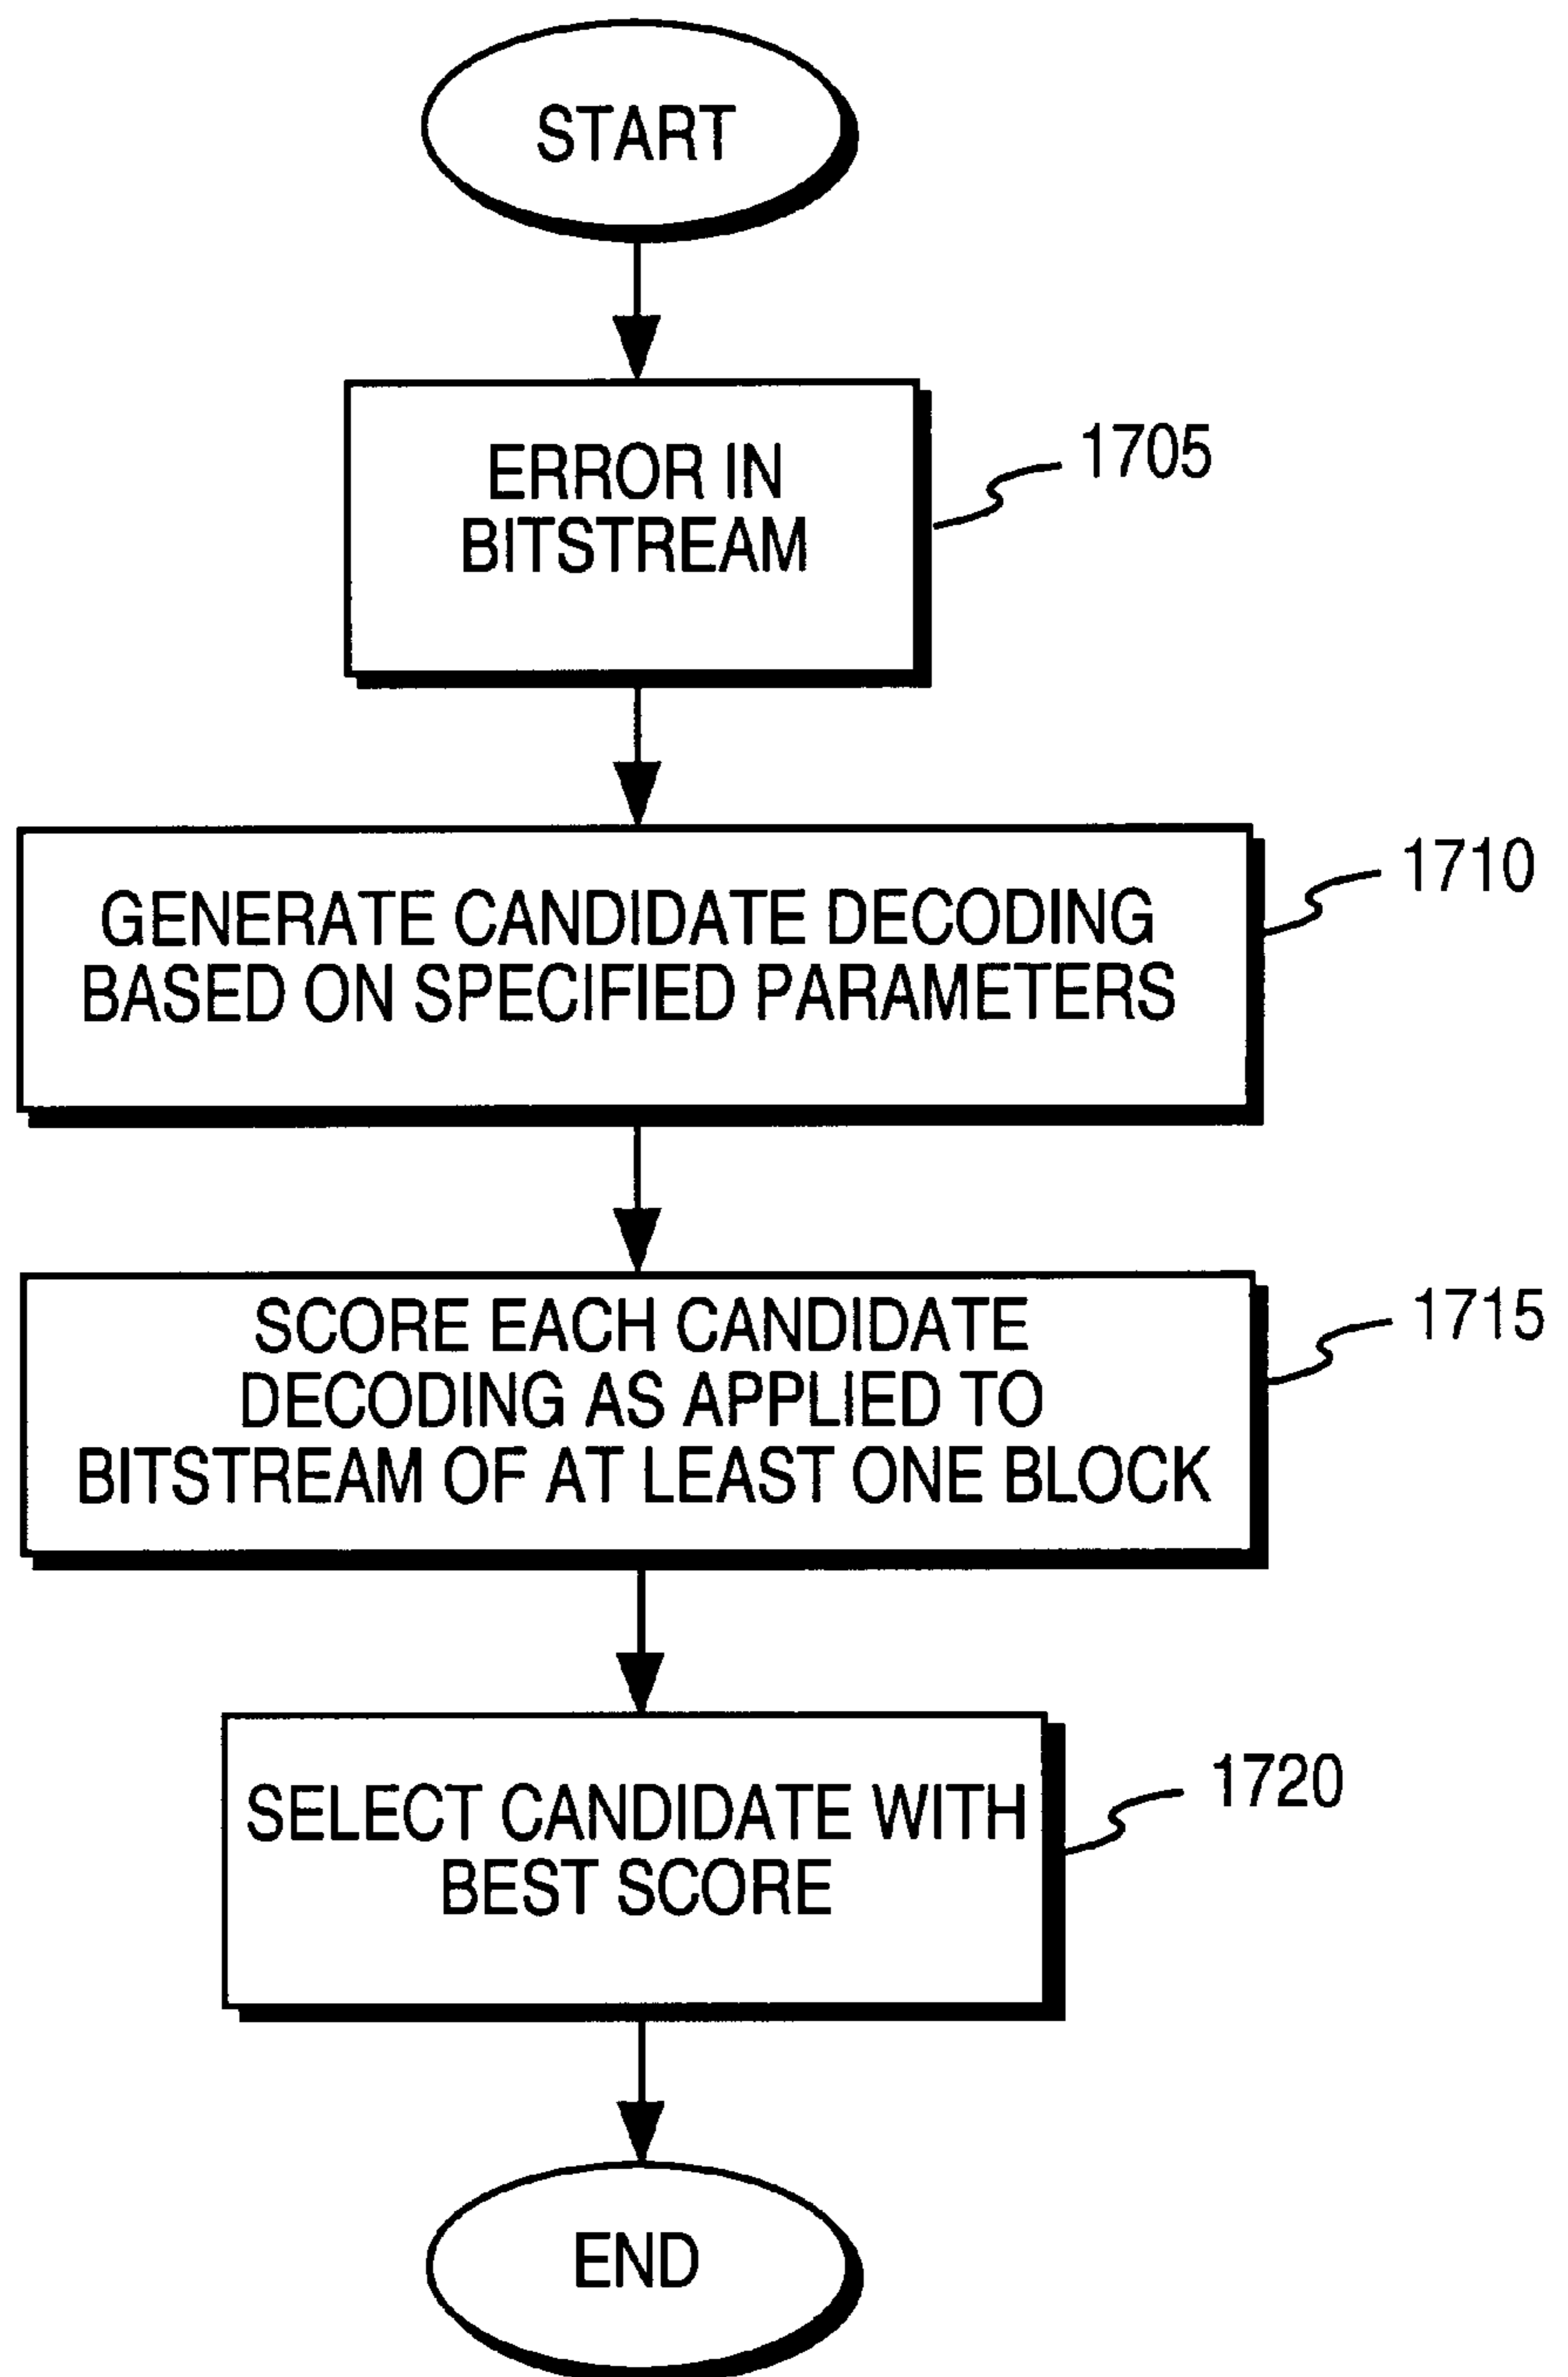 START
ERROR IN
BITSTREAM
1705
GENERATE CANDIDATE DECODING
BASED ON SPECIFIED PARAMETERS
1710
SCORE EACH CANDIDATE
DECODING AS APPLIED TO
BITSTREAM OF AT LEAST ONE BLOCK
1715
SELECT CANDIDATE WITH
BEST SCORE
1720
END